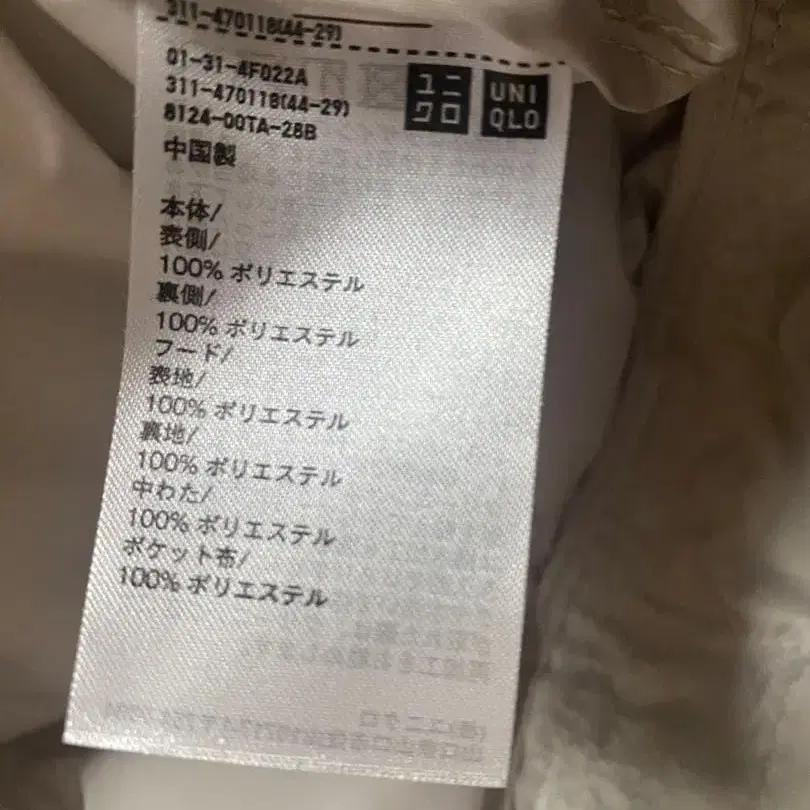 311-470118(44-29)
01-31-4F022A
311-470118(44-29)
8124-00TA-28B
ユニクロ
UNIQLO
中国製
本体/
表側/
100% ポリエステル
裏側/
100% ポリエステル
フード/
表地/
100% ポリエステル
裏地/
100% ポリエステル
中わた/
100% ポリエステル
ポケット布/
100% ポリエステル